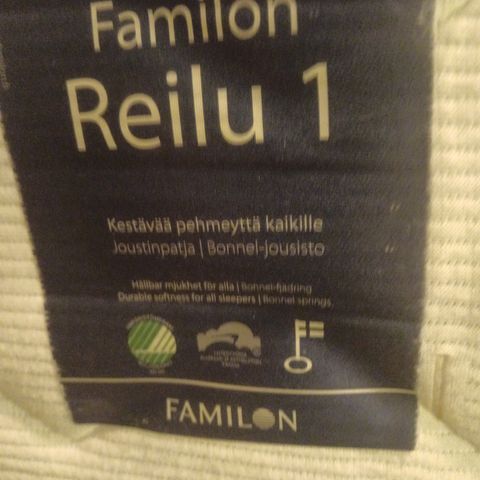 Familon
Reilu 1
Kestävää pehmeyttä kaikille
Joustinpatja | Bonnel-jousisto
Hållbar mjukhet för alla | Bonnel-fjädring
Durable softness for all sleepers | Bonnel springs
FAMILON